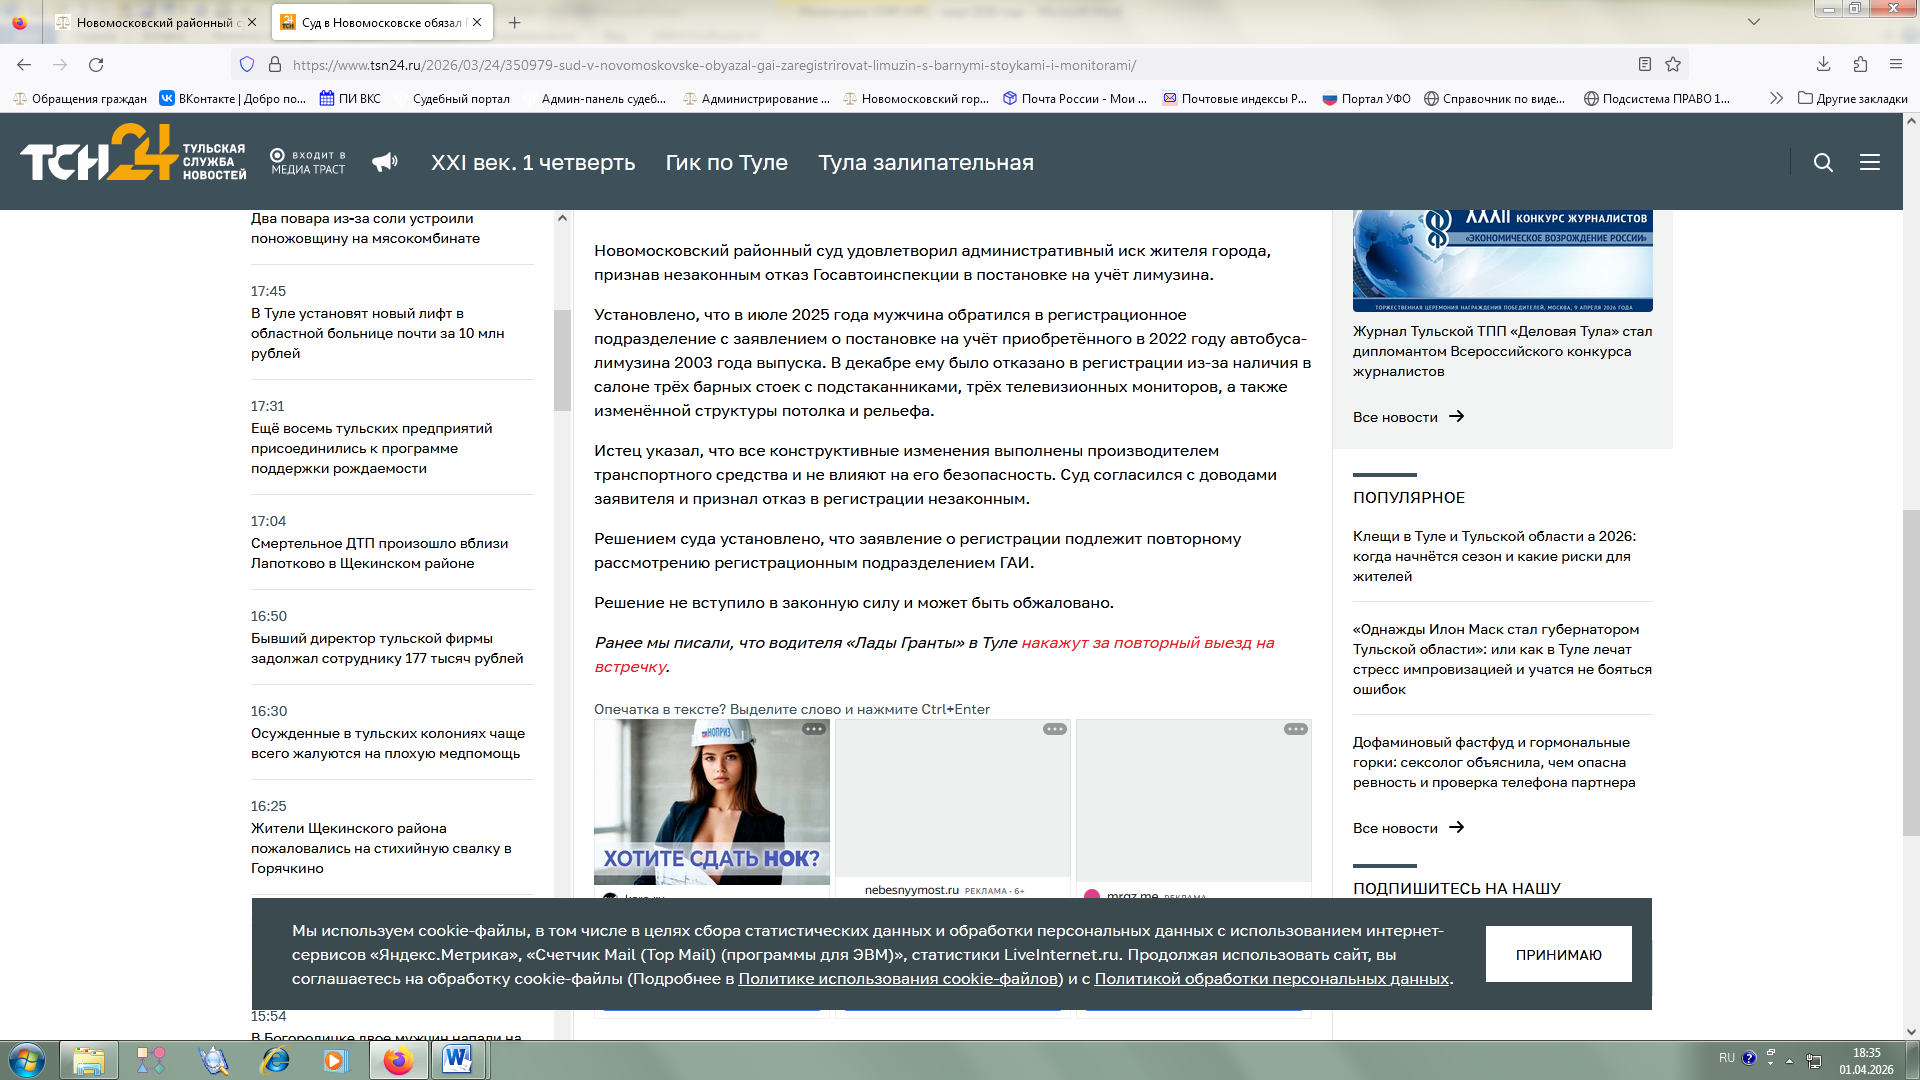 Новомосковский районный с
Суд в Новомосковске обязал
https://www.tsn24.ru/2026/03/24/350979-sud-v-novomoskovske-obyazal-gai-zaregistrirovat-limuzin-s-barnymi-stoykami-i-monitorami/
Обращения граждан
ВКонтакте | Добро по...
ПИ ВКС
Судебный портал
Админ-панель судеб...
Администрирование ...
Новомосковский гор...
Почта России - Мои ...
Почтовые индексы Р...
Портал УФО
Справочник по виде...
Подсистема ПРАВО 1...
Другие закладки
ТСН24
ТУЛЬСКАЯ
СЛУЖБА
НОВОСТЕЙ
ВХОДИТ В
МЕДИА ТРАСТ
XXI век. 1 четверть
Гик по Туле
Тула залипательная
Два повара из-за соли устроили
поножовщину на мясокомбинате
17:45
В Туле установят новый лифт в
областной больнице почти за 10 млн
рублей
17:31
Ещё восемь тульских предприятий
присоединились к программе
поддержки рождаемости
17:04
Смертельное ДТП произошло вблизи
Лапотково в Щекинском районе
16:50
Бывший директор тульской фирмы
задолжал сотруднику 177 тысяч рублей
16:30
Осужденные в тульских колониях чаще
всего жалуются на плохую медпомощь
16:25
Жители Щекинского района
пожаловались на стихийную свалку в
Горячкино
15:54
В Богородицке двое мужчин напали на
Новомосковский районный суд удовлетворил административный иск жителя города,
признав незаконным отказ Госавтоинспекции в постановке на учёт лимузина.
Установлено, что в июле 2025 года мужчина обратился в регистрационное
подразделение с заявлением о постановке на учёт приобретённого в 2022 году автобуса-
лимузина 2003 года выпуска. В декабре ему было отказано в регистрации из-за наличия в
салоне трёх барных стоек с подстаканниками, трёх телевизионных мониторов, а также
изменённой структуры потолка и рельефа.
Истец указал, что все конструктивные изменения выполнены производителем
транспортного средства и не влияют на его безопасность. Суд согласился с доводами
заявителя и признал отказ в регистрации незаконным.
Решением суда установлено, что заявление о регистрации подлежит повторному
рассмотрению регистрационным подразделением ГАИ.
Решение не вступило в законную силу и может быть обжаловано.
Ранее мы писали, что водителя «Лады Гранты» в Туле накажут за повторный выезд на
встречку.
Опечатка в тексте? Выделите слово и нажмите Ctrl+Enter
НОПРИЗ
ХОТИТЕ СДАТЬ НОК?
nebesnyymost.ru РЕКЛАМА • 6+
mrqz.me РЕКЛАМА
XXXII КОНКУРС ЖУРНАЛИСТОВ
«ЭКОНОМИЧЕСКОЕ ВОЗРОЖДЕНИЕ РОССИИ»
ТОРЖЕСТВЕННАЯ ЦЕРЕМОНИЯ НАГРАЖДЕНИЯ ПОБЕДИТЕЛЕЙ, МОСКВА, 9 АПРЕЛЯ 2026 ГОДА
Журнал Тульской ТПП «Деловая Тула» стал
дипломантом Всероссийского конкурса
журналистов
Все новости
ПОПУЛЯРНОЕ
Клещи в Туле и Тульской области а 2026:
когда начнётся сезон и какие риски для
жителей
«Однажды Илон Маск стал губернатором
Тульской области»: или как в Туле лечат
стресс импровизацией и учатся не бояться
ошибок
Дофаминовый фастфуд и гормональные
горки: сексолог объяснила, чем опасна
ревность и проверка телефона партнера
Все новости
ПОДПИШИТЕСЬ НА НАШУ
Мы используем cookie-файлы, в том числе в целях сбора статистических данных и обработки персональных данных с использованием интернет-
сервисов «Яндекс.Метрика», «Счетчик Mail (Top Mail) (программы для ЭВМ)», статистики LiveInternet.ru. Продолжая использовать сайт, вы
соглашаетесь на обработку cookie-файлы (Подробнее в Политике использования cookie-файлов) и с Политикой обработки персональных данных.
ПРИНИМАЮ
RU
18:35
01.04.2026